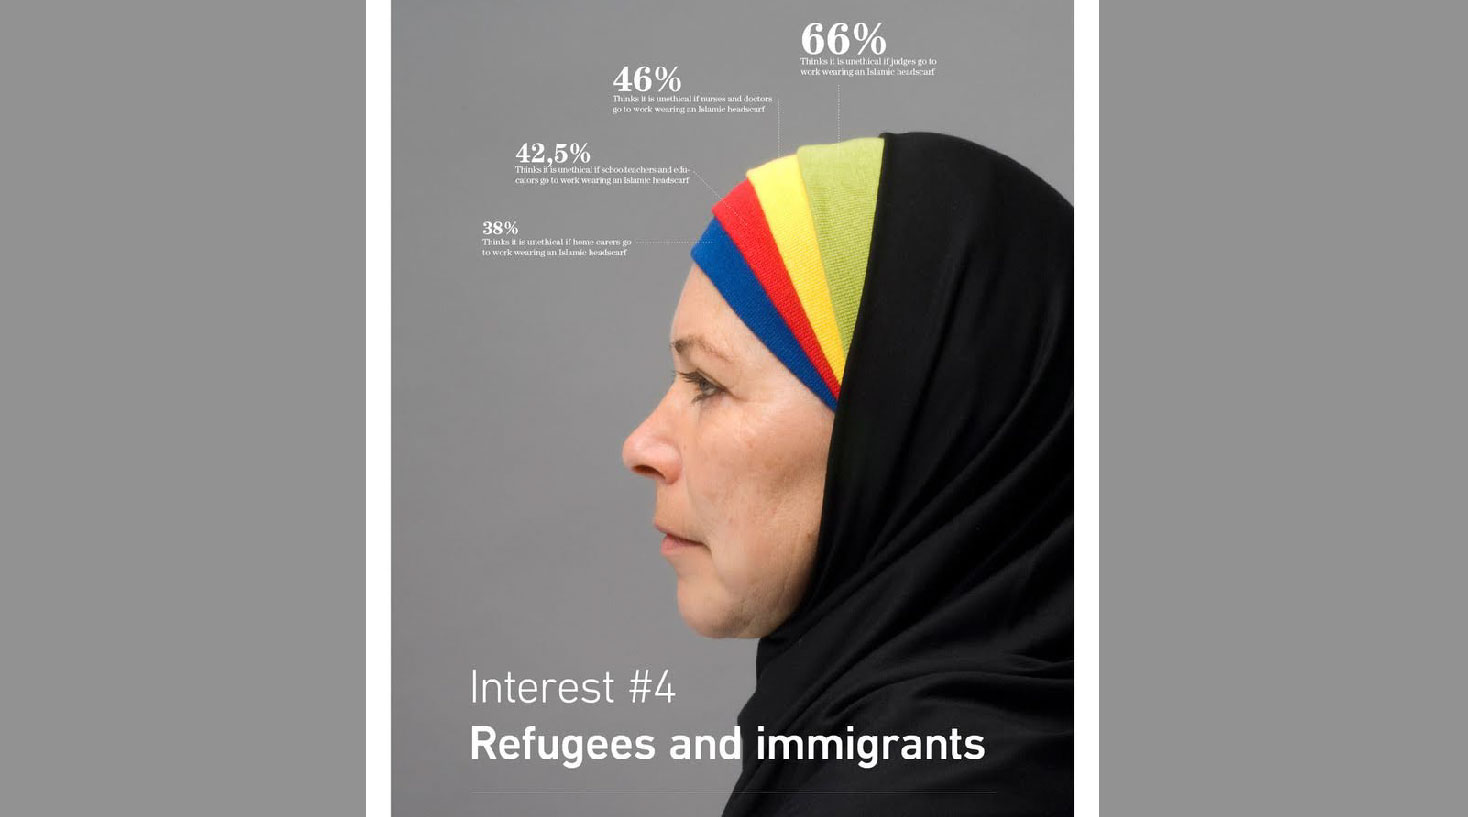 66%
Thinks it is unethical if judges go to
work wearing an Islamic headscarf
46%
Thinks it is unethical if nurses and doctors
go to work wearing an Islamic headscarf
42,5%
Thinks it is unethical if schoolteachers and edu-
cators go to work wearing an Islamic headscarf
38%
Thinks it is unethical if home carers go
to work wearing an Islamic headscarf
Interest #4
Refugees and immigrants